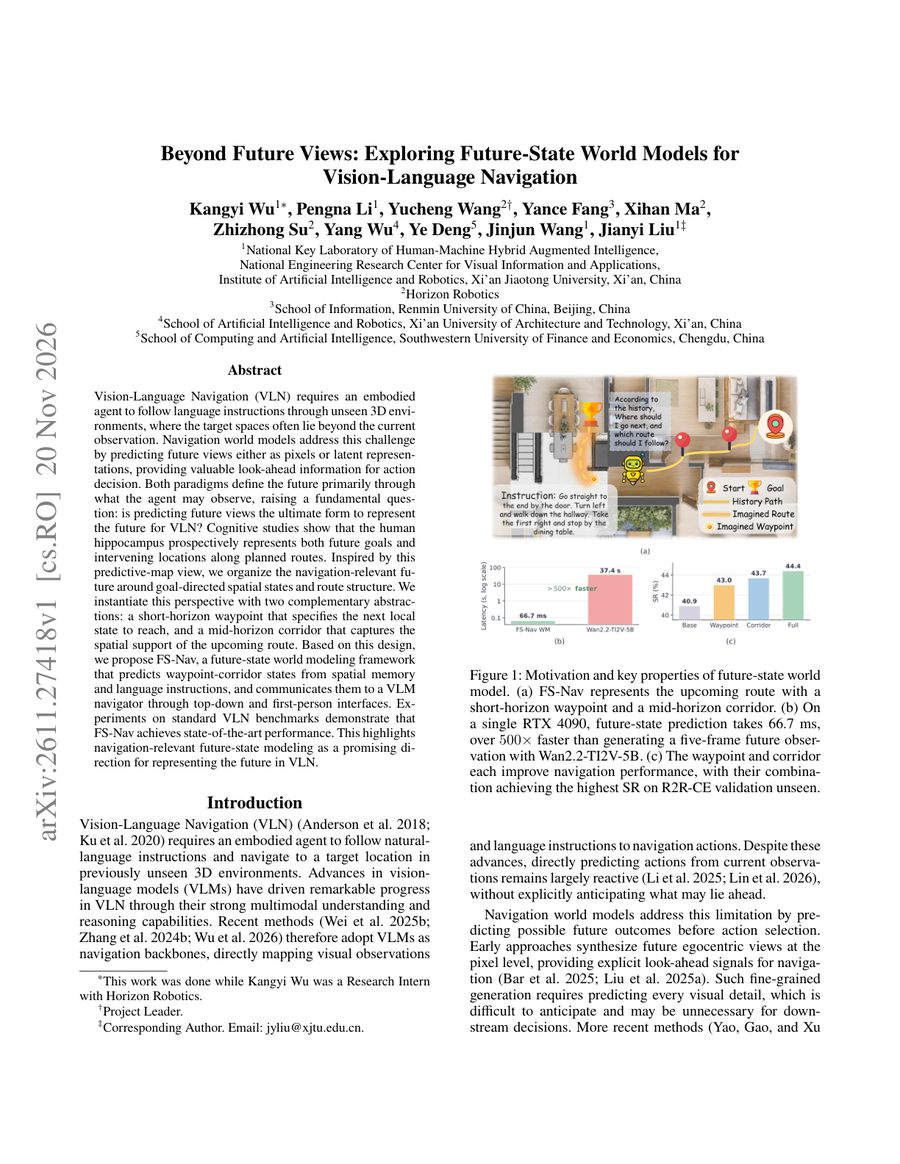 arXiv:2611.27418v1 [cs.RO] 20 Nov 2026
Beyond Future Views: Exploring Future-State World Models for
Vision-Language Navigation
Kangyi Wu1*, Pengna Li1, Yucheng Wang2†, Yance Fang3, Xihan Ma2,
Zhizhong Su2, Yang Wu4, Ye Deng5, Jinjun Wang1, Jianyi Liu1‡
1National Key Laboratory of Human-Machine Hybrid Augmented Intelligence,
National Engineering Research Center for Visual Information and Applications,
Institute of Artificial Intelligence and Robotics, Xi'an Jiaotong University, Xi'an, China
2Horizon Robotics
3School of Information, Renmin University of China, Beijing, China
4School of Artificial Intelligence and Robotics, Xi'an University of Architecture and Technology, Xi'an, China
5School of Computing and Artificial Intelligence, Southwestern University of Finance and Economics, Chengdu, China
Abstract
Vision-Language Navigation (VLN) requires an embodied
agent to follow language instructions through unseen 3D envi-
ronments, where the target spaces often lie beyond the current
observation. Navigation world models address this challenge
by predicting future views either as pixels or latent represen-
tations, providing valuable look-ahead information for action
decision. Both paradigms define the future primarily through
what the agent may observe, raising a fundamental ques-
tion: is predicting future views the ultimate form to represent
the future for VLN? Cognitive studies show that the human
hippocampus prospectively represents both future goals and
intervening locations along planned routes. Inspired by this
predictive-map view, we organize the navigation-relevant fu-
ture around goal-directed spatial states and route structure. We
instantiate this perspective with two complementary abstrac-
tions: a short-horizon waypoint that specifies the next local
state to reach, and a mid-horizon corridor that captures the
spatial support of the upcoming route. Based on this design,
we propose FS-Nav, a future-state world modeling framework
that predicts waypoint-corridor states from spatial memory
and language instructions, and communicates them to a VLM
navigator through top-down and first-person interfaces. Ex-
periments on standard VLN benchmarks demonstrate that
FS-Nav achieves state-of-the-art performance. This highlights
navigation-relevant future-state modeling as a promising di-
rection for representing the future in VLN.
Introduction
Vision-Language Navigation (VLN) (Anderson et al. 2018;
Ku et al. 2020) requires an embodied agent to follow natural-
language instructions and navigate to a target location in
previously unseen 3D environments. Advances in vision-
language models (VLMs) have driven remarkable progress
in VLN through their strong multimodal understanding and
reasoning capabilities. Recent methods (Wei et al. 2025b;
Zhang et al. 2024b; Wu et al. 2026) therefore adopt VLMs as
navigation backbones, directly mapping visual observations
*This work was done while Kangyi Wu was a Research Intern
with Horizon Robotics.
†Project Leader.
‡Corresponding Author. Email: jyliu@xjtu.edu.cn.
According to
the history,
Where should
I go next, and
which route
should I follow?
Instruction: Go straight to
the end by the door. Turn left
and walk down the hallway. Take
the first right and stop by the
dining table.
Start Goal
History Path
Imagined Route
Imagined Waypoint
(a)
Latency (s, log scale)
100
10
1
0.1
66.7 ms
>500× faster
37.4 s
FS-Nav WM
Wan2.2-TI2V-5B
(b)
SR (%)
44
42
40
40.9
43.0
43.7
44.4
Base
Waypoint
Corridor
Full
(c)
Figure 1: Motivation and key properties of future-state world
model. (a) FS-Nav represents the upcoming route with a
short-horizon waypoint and a mid-horizon corridor. (b) On
a single RTX 4090, future-state prediction takes 66.7 ms,
over 500× faster than generating a five-frame future obser-
vation with Wan2.2-TI2V-5B. (c) The waypoint and corridor
each improve navigation performance, with their combina-
tion achieving the highest SR on R2R-CE validation unseen.
and language instructions to navigation actions. Despite these
advances, directly predicting actions from current observa-
tions remains largely reactive (Li et al. 2025; Lin et al. 2026),
without explicitly anticipating what may lie ahead.
Navigation world models address this limitation by pre-
dicting possible future outcomes before action selection.
Early approaches synthesize future egocentric views at the
pixel level, providing explicit look-ahead signals for naviga-
tion (Bar et al. 2025; Liu et al. 2025a). Such fine-grained
generation requires predicting every visual detail, which is
difficult to anticipate and may be unnecessary for down-
stream decisions. More recent methods (Yao, Gao, and Xu